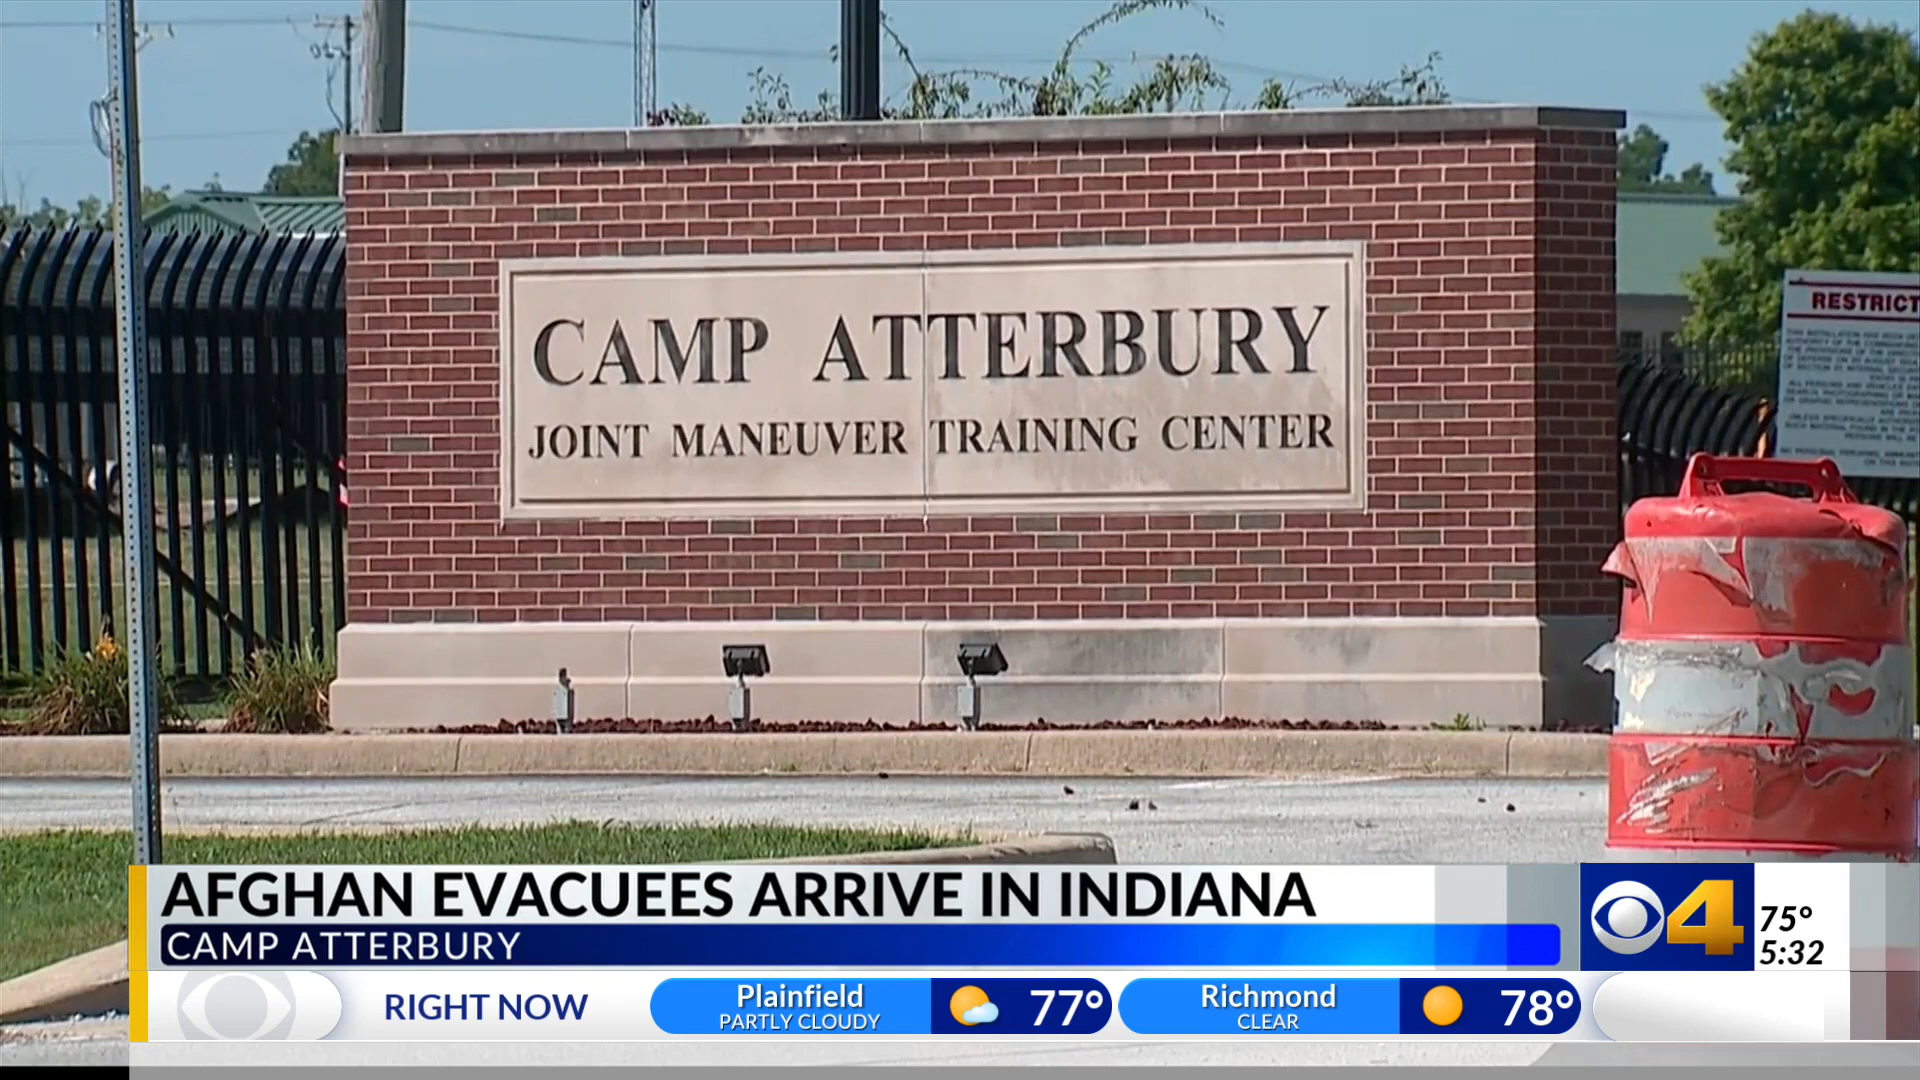 CAMP ATTERBURY
JOINT MANEUVER TRAINING CENTER
RESTRICT
AFGHAN EVACUEES ARRIVE IN INDIANA
CAMP ATTERBURY
4
75°
5:32
RIGHT NOW
Plainfield
PARTLY CLOUDY
77°
Richmond
CLEAR
78°